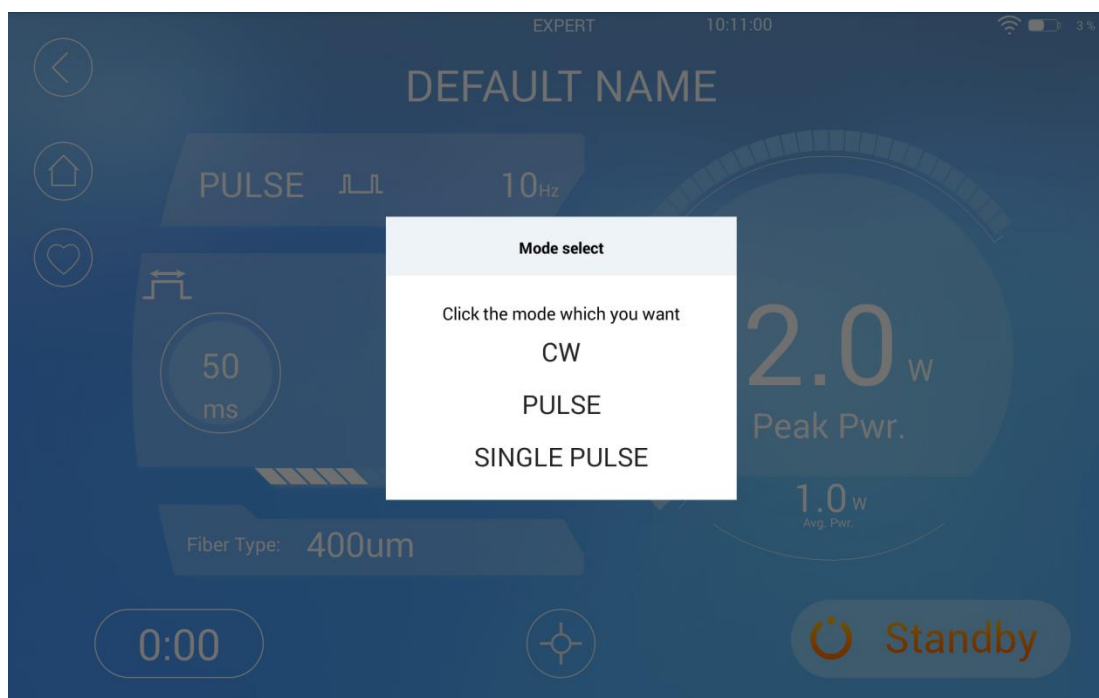 EXPERT 10:11:00 3%
DEFAULT NAME
PULSE 10Hz
Mode select
Click the mode which you want
CW
PULSE
SINGLE PULSE
50
ms
2.0 W
Peak Pwr.
1.0 W
Avg. Pwr.
Fiber Type: 400um
0:00
Standby